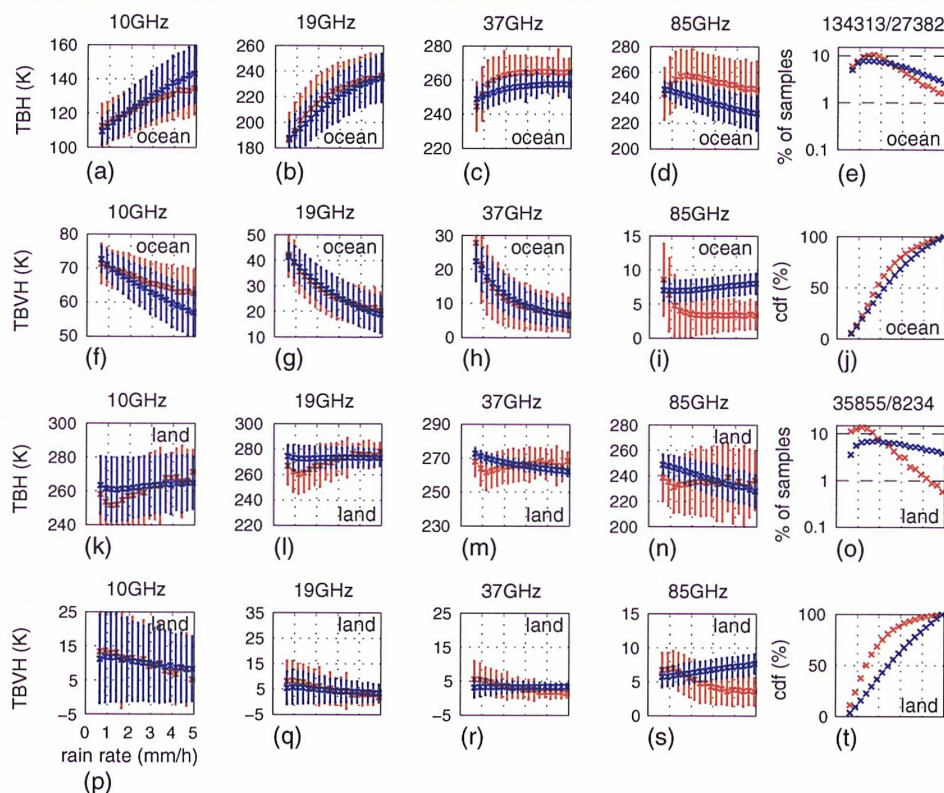 10GHz 19GHz 37GHz 85GHz 134313/27382
TBH (K)
160
140
120
100
ocean
(a)
260
240
220
200
180
ocean
(b)
280
260
240
220
ocean
(c)
280
260
240
220
200
ocean
(d)
% of samples
10
1
0.1
ocean
(e)
10GHz 19GHz 37GHz 85GHz
TBVH (K)
80
70
60
50
ocean
(f)
50
40
30
20
10
ocean
(g)
30
20
10
0
ocean
(h)
15
10
5
0
ocean
(i)
cdf (%)
100
50
0
ocean
(j)
10GHz 19GHz 37GHz 85GHz 35855/8234
TBH (K)
300
280
260
240
land
(k)
300
280
260
240
220
land
(l)
290
270
250
230
land
(m)
280
260
240
220
200
land
(n)
% of samples
10
1
0.1
land
(o)
10GHz 19GHz 37GHz 85GHz
TBVH (K)
25
15
5
−5
land
0 1 2 3 4 5
rain rate (mm/h)
(p)
35
25
15
5
−5
land
(q)
25
15
5
−5
land
(r)
15
10
5
0
land
(s)
cdf (%)
100
50
0
land
(t)